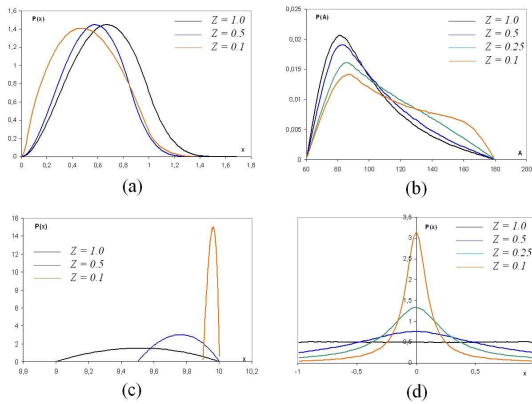 P(x)
1,6
1,4
1,2
1
0,8
0,6
0,4
0,2
0
0 0,2 0,4 0,6 0,8 1 1,2 1,4 1,6 1,8
x
Z = 1.0
Z = 0.5
Z = 0.1
(a)
P(A)
0,025
0,02
0,015
0,01
0,005
0
60 80 100 120 140 160 180 200
A
Z = 1.0
Z = 0.5
Z = 0.25
Z = 0.1
(b)
P(x)
16
14
12
10
8
6
4
2
0
8,8 9 9,2 9,4 9,6 9,8 10 10,2
x
Z = 1.0
Z = 0.5
Z = 0.1
(c)
P(x)
3,5
3
2,5
2
1,5
1
0,5
0
-1 -0,5 0 0,5
x
Z = 1.0
Z = 0.5
Z = 0.25
Z = 0.1
(d)